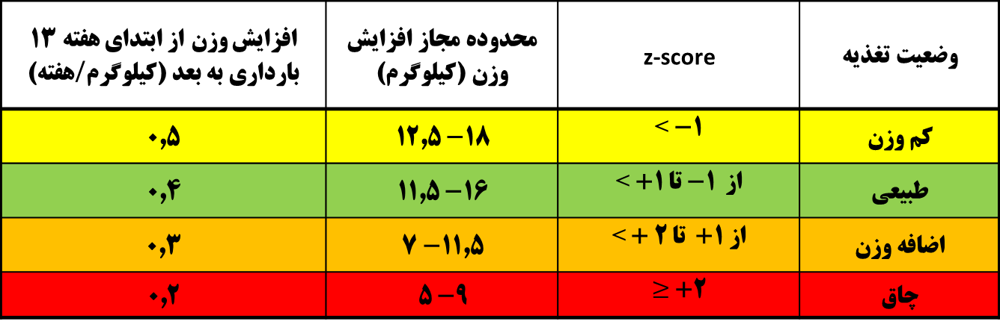 وضعیت تغذیه
z-score
محدوده مجاز افزایش
وزن (کیلوگرم)
افزایش وزن از ابتدای هفته ۱۳
بارداری به بعد (کیلوگرم/هفته)
کم وزن
< –۱
۱۲,۵ – ۱۸
۰,۵
طبیعی
از ۱– تا ۱+ >
۱۱,۵ – ۱۶
۰,۴
اضافه وزن
از ۱+ تا ۲ + >
۷ – ۱۱,۵
۰,۳
چاق
≥ +۲
۵ – ۹
۰,۲